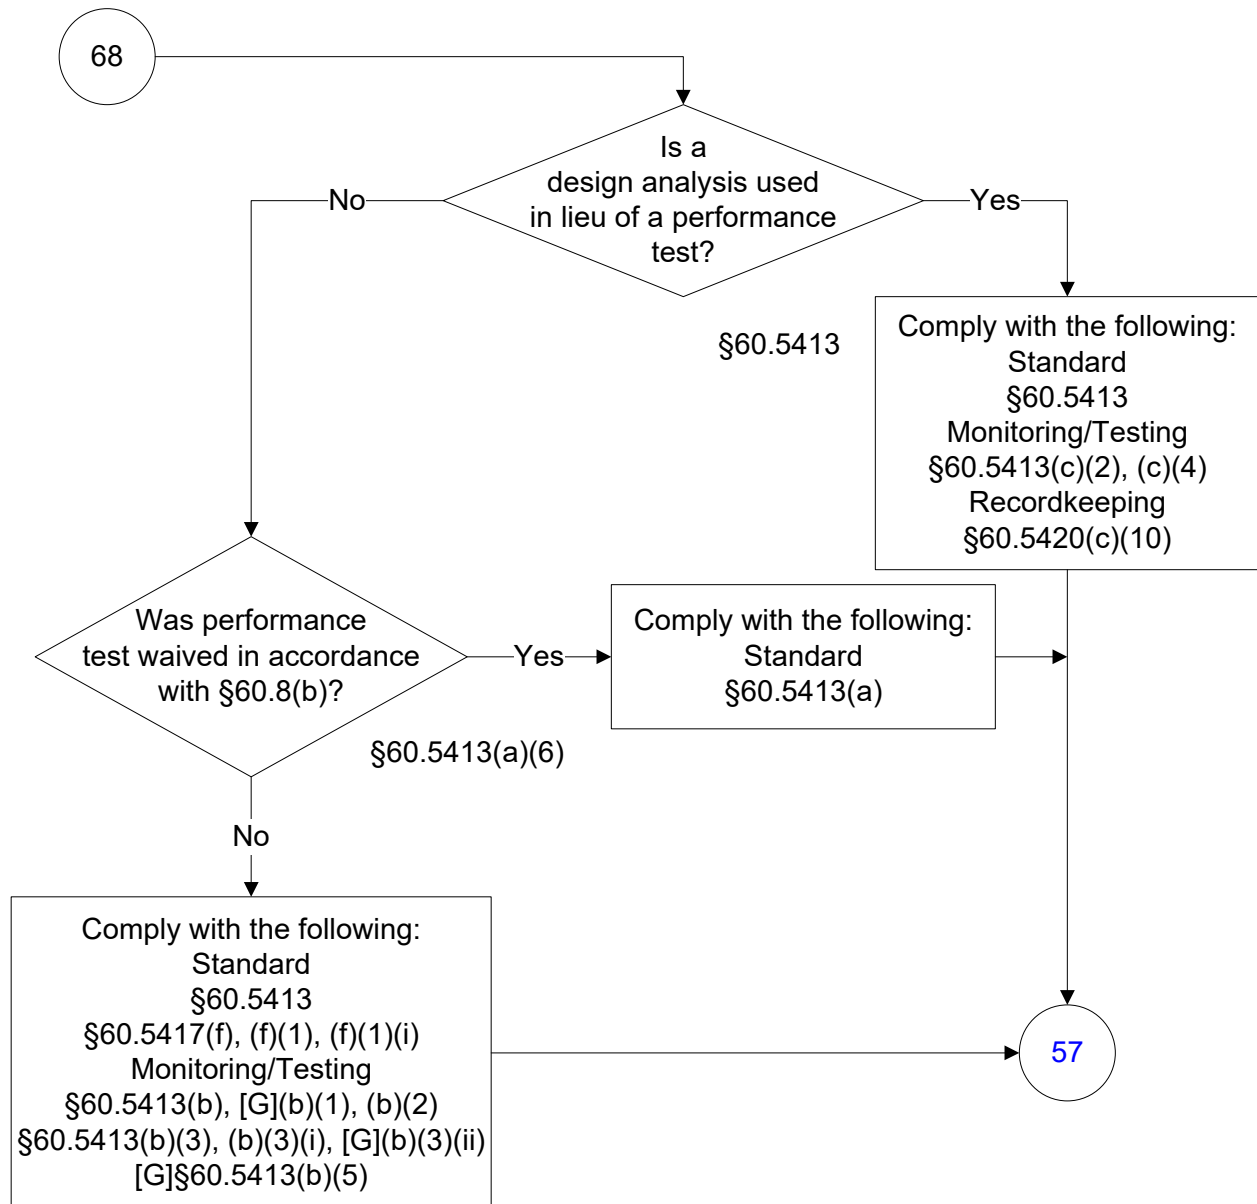 68
Is a
design analysis used
in lieu of a performance
test?
No
Yes
§60.5413
Comply with the following:
Standard
§60.5413
Monitoring/Testing
§60.5413(c)(2), (c)(4)
Recordkeeping
§60.5420(c)(10)
Was performance
test waived in accordance
with §60.8(b)?
Yes
Comply with the following:
Standard
§60.5413(a)
§60.5413(a)(6)
No
Comply with the following:
Standard
§60.5413
§60.5417(f), (f)(1), (f)(1)(i)
Monitoring/Testing
§60.5413(b), [G](b)(1), (b)(2)
§60.5413(b)(3), (b)(3)(i), [G](b)(3)(ii)
[G]§60.5413(b)(5)
57